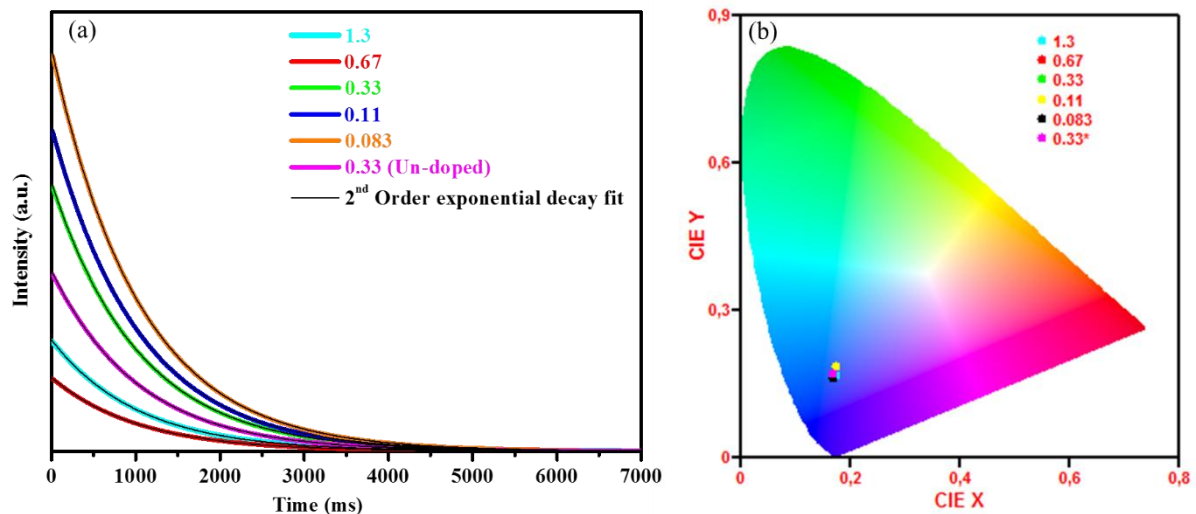 (a)
1.3
0.67
0.33
0.11
0.083
0.33 (Un-doped)
2nd Order exponential decay fit
Intensity (a.u.)
0 1000 2000 3000 4000 5000 6000 7000
Time (ms)
(b)
0,9
0,6
0,3
0
CIE Y
1.3
0.67
0.33
0.11
0.083
0.33*
0 0,2 0,4 0,6 0,8
CIE X